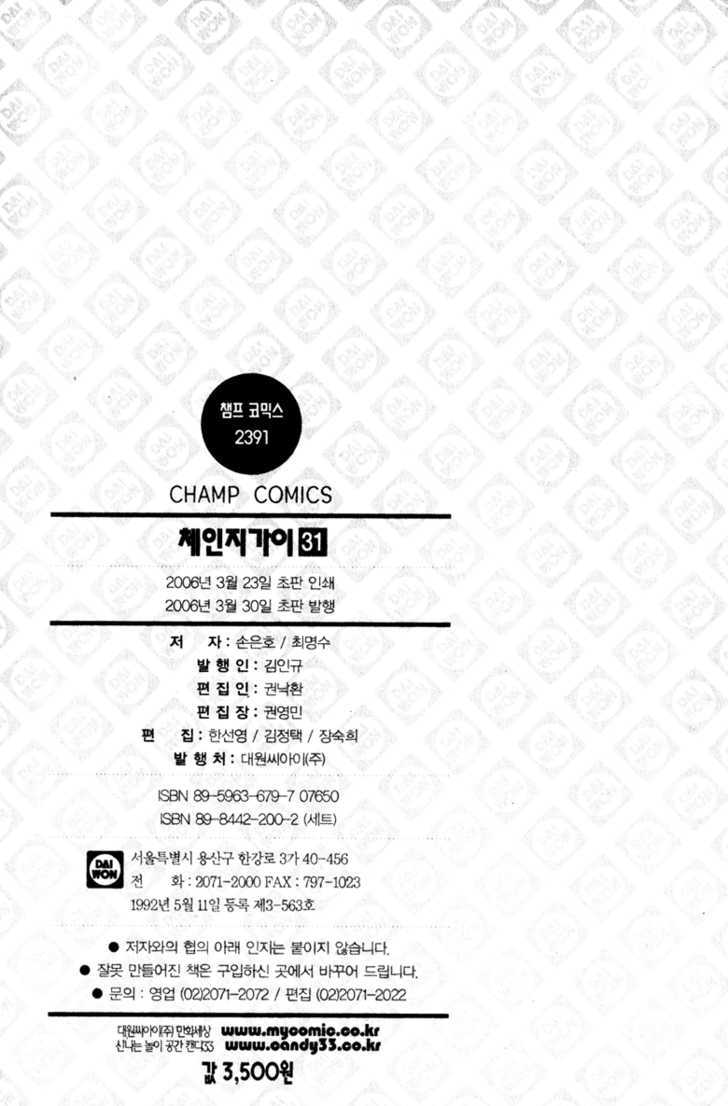 챔프 코믹스
2391
CHAMP COMICS
체인지가이 31
2006년 3월 23일 초판 인쇄
2006년 3월 30일 초판 발행
저 자 : 손은호 / 최명수
발 행 인 : 김인규
편 집 인 : 권낙환
편 집 장 : 권영민
편 집 : 한선영 / 김정택 / 장숙희
발 행 처 : 대원씨아이(주)
ISBN 89-5963-679-7 07650
ISBN 89-8442-200-2 (세트)
DAI WON
서울특별시 용산구 한강로 3가 40-456
전 화 : 2071-2000 FAX : 797-1023
1992년 5월 11일 등록 제3-563호
● 저자와의 협의 아래 인지는 붙이지 않습니다.
● 잘못 만들어진 책은 구입하신 곳에서 바꾸어 드립니다.
● 문의 : 영업 (02)2071-2072 / 편집 (02)2071-2022
대원씨아이(주) 만화세상 www.mycomic.co.kr
신나는 놀이 공간 캔디33 www.candy33.co.kr
값 3,500원